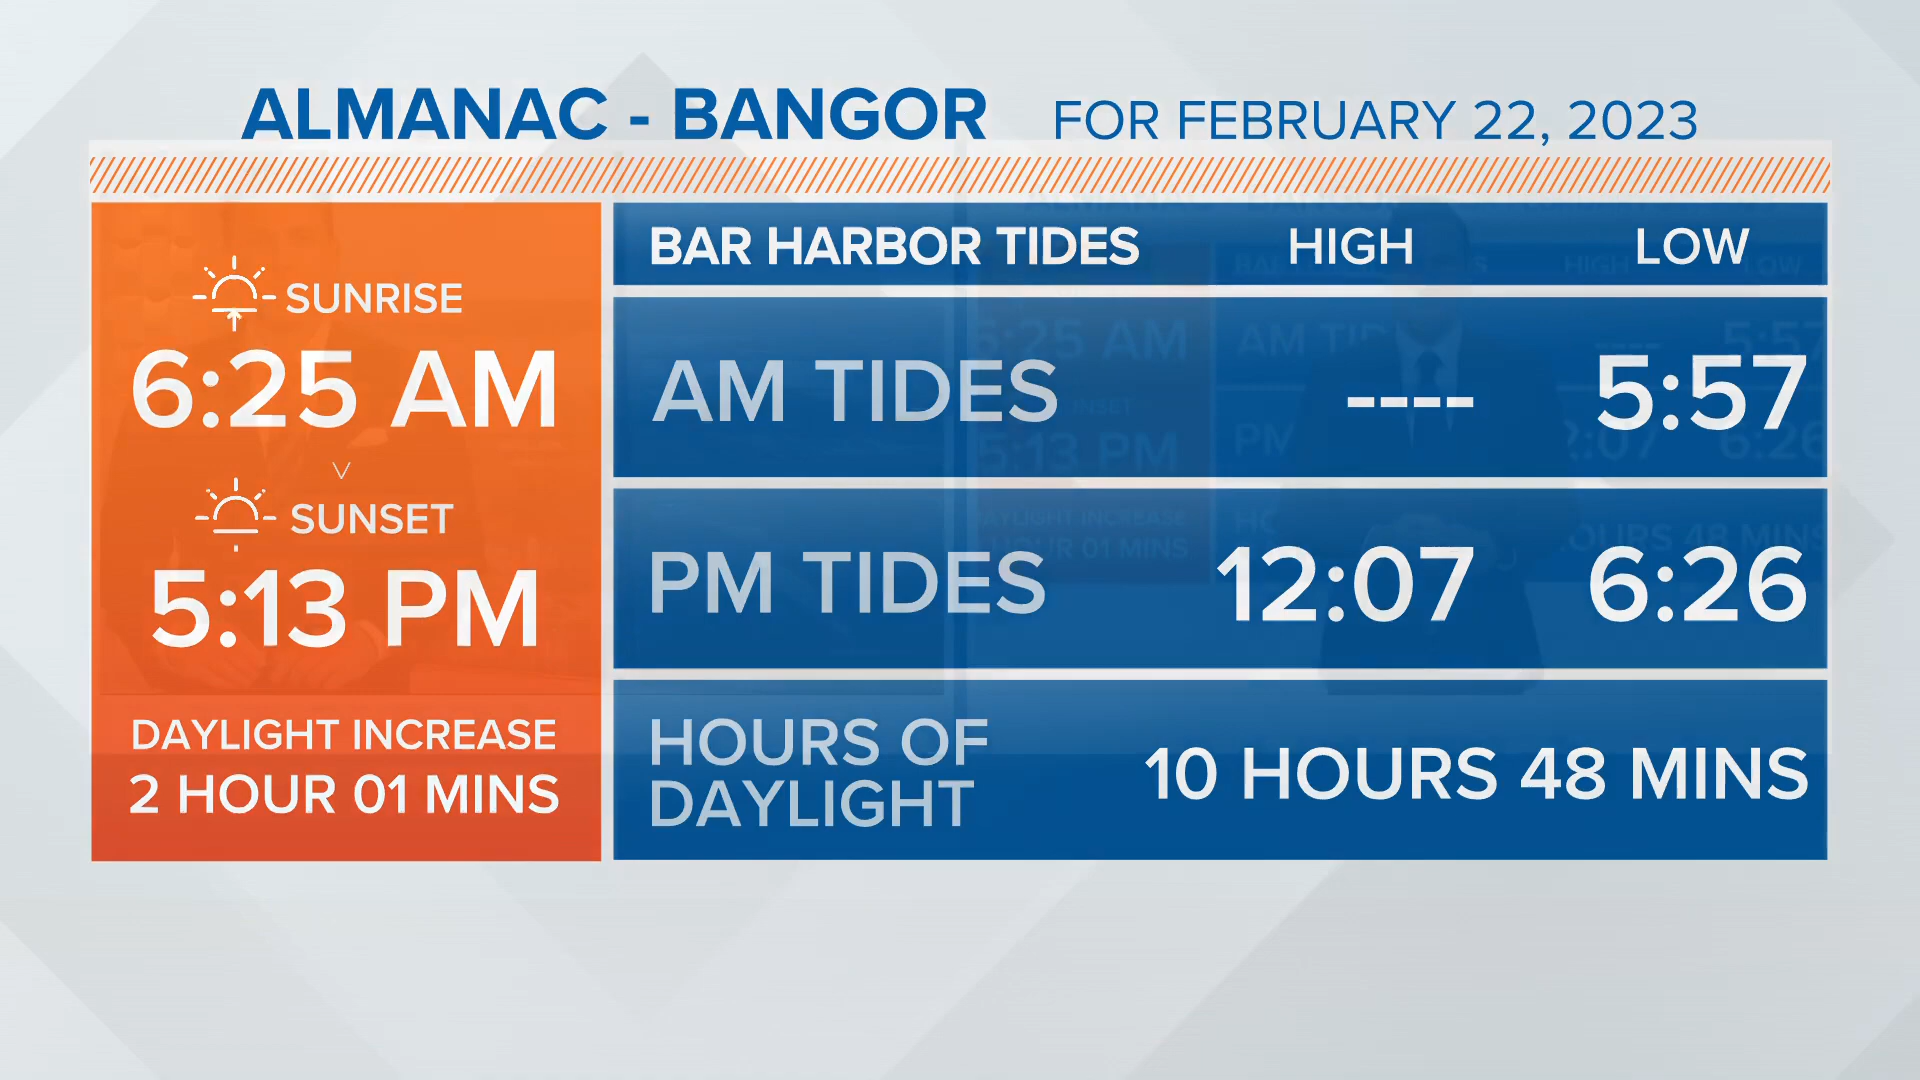 ALMANAC - BANGOR FOR FEBRUARY 22, 2023
SUNRISE
6:25 AM
SUNSET
5:13 PM
DAYLIGHT INCREASE
2 HOUR 01 MINS
BAR HARBOR TIDES HIGH LOW
AM TIDES ---- 5:57
PM TIDES 12:07 6:26
HOURS OF
DAYLIGHT
10 HOURS 48 MINS